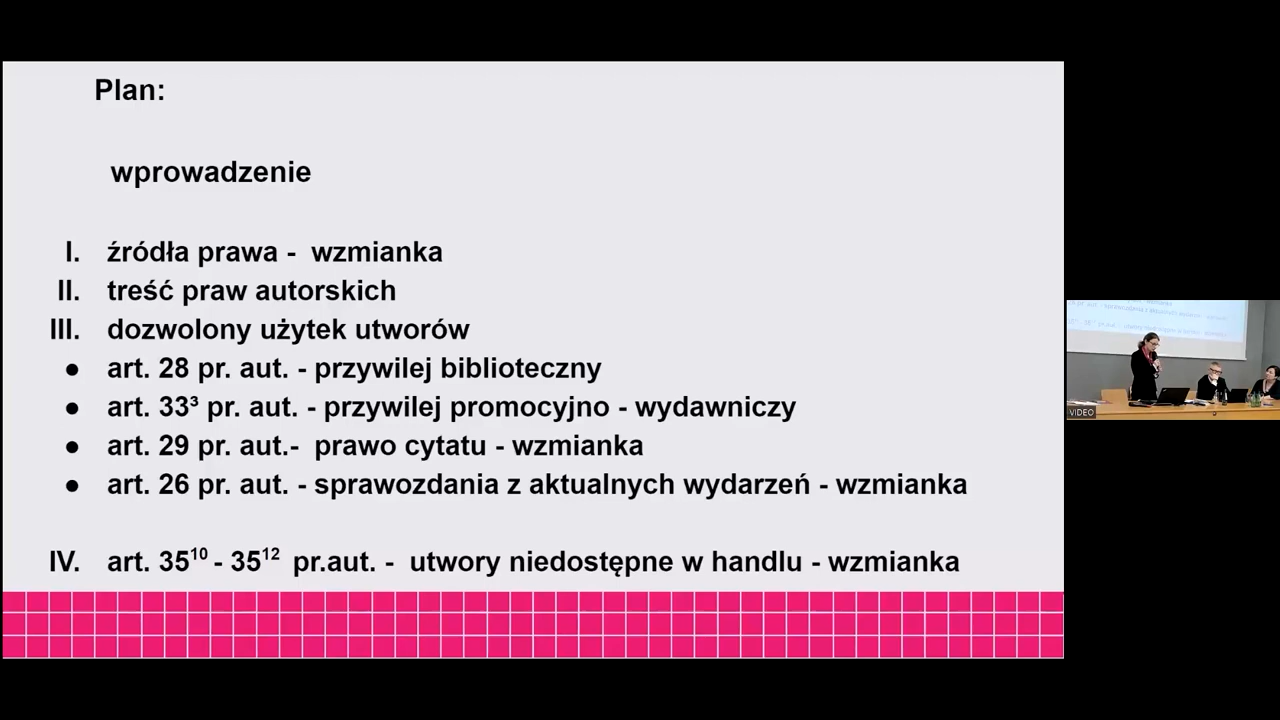 Plan:
wprowadzenie
I. źródła prawa - wzmianka
II. treść praw autorskich
III. dozwolony użytek utworów
● art. 28 pr. aut. - przywilej biblioteczny
● art. 33³ pr. aut. - przywilej promocyjno - wydawniczy
● art. 29 pr. aut.- prawo cytatu - wzmianka
● art. 26 pr. aut. - sprawozdania z aktualnych wydarzeń - wzmianka
IV. art. 35¹⁰ - 35¹² pr.aut. - utwory niedostępne w handlu - wzmianka
VIDEO